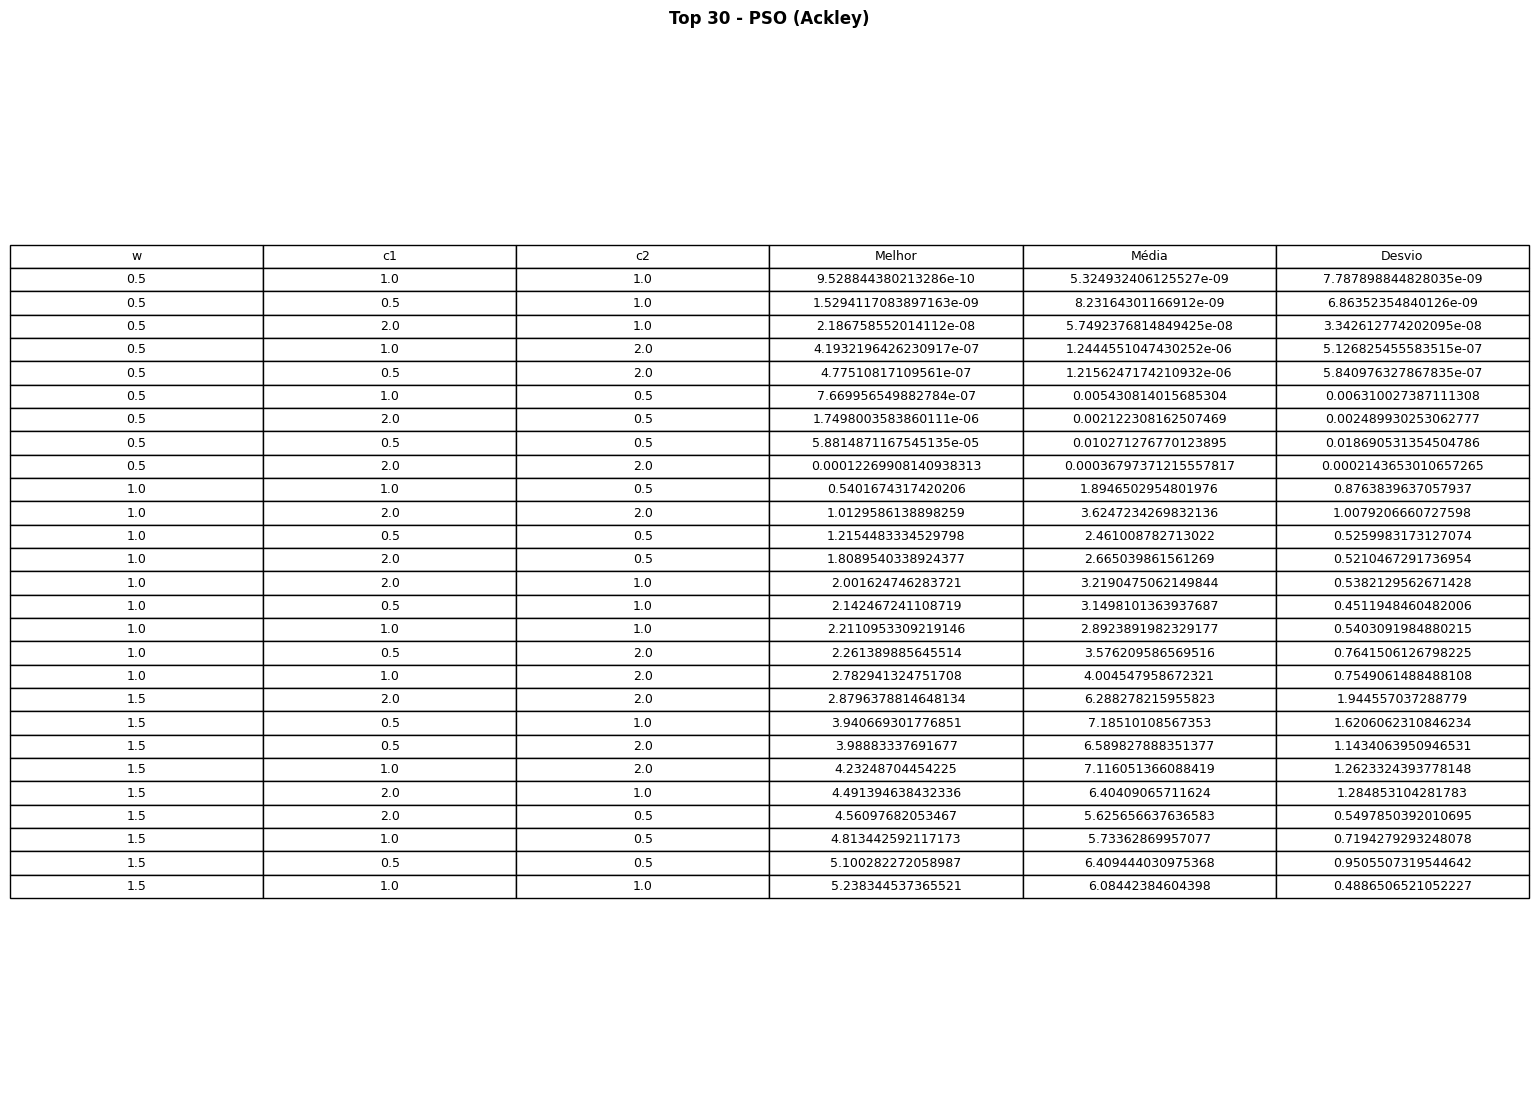 Top 30 - PSO (Ackley)
w c1 c2 Melhor Média Desvio
0.5 1.0 1.0 9.528844380213286e-10 5.324932406125527e-09 7.787898844828035e-09
0.5 0.5 1.0 1.5294117083897163e-09 8.23164301166912e-09 6.86352354840126e-09
0.5 2.0 1.0 2.186758552014112e-08 5.7492376814849425e-08 3.342612774202095e-08
0.5 1.0 2.0 4.1932196426230917e-07 1.2444551047430252e-06 5.126825455583515e-07
0.5 0.5 2.0 4.77510817109561e-07 1.2156247174210932e-06 5.840976327867835e-07
0.5 1.0 0.5 7.669956549882784e-07 0.005430814015685304 0.006310027387111308
0.5 2.0 0.5 1.7498003583860111e-06 0.002122308162507469 0.002489930253062777
0.5 0.5 0.5 5.8814871167545135e-05 0.010271276770123895 0.018690531354504786
0.5 2.0 2.0 0.00012269908140938313 0.00036797371215557817 0.0002143653010657265
1.0 1.0 0.5 0.5401674317420206 1.8946502954801976 0.8763839637057937
1.0 2.0 2.0 1.0129586138898259 3.6247234269832136 1.0079206660727598
1.0 0.5 0.5 1.2154483334529798 2.461008782713022 0.5259983173127074
1.0 2.0 0.5 1.8089540338924377 2.665039861561269 0.5210467291736954
1.0 2.0 1.0 2.001624746283721 3.2190475062149844 0.5382129562671428
1.0 0.5 1.0 2.142467241108719 3.1498101363937687 0.4511948460482006
1.0 1.0 1.0 2.2110953309219146 2.8923891982329177 0.5403091984880215
1.0 0.5 2.0 2.261389885645514 3.576209586569516 0.7641506126798225
1.0 1.0 2.0 2.782941324751708 4.004547958672321 0.7549061488488108
1.5 2.0 2.0 2.8796378814648134 6.288278215955823 1.944557037288779
1.5 0.5 1.0 3.940669301776851 7.18510108567353 1.6206062310846234
1.5 0.5 2.0 3.98883337691677 6.589827888351377 1.1434063950946531
1.5 1.0 2.0 4.23248704454225 7.116051366088419 1.2623324393778148
1.5 2.0 1.0 4.491394638432336 6.40409065711624 1.284853104281783
1.5 2.0 0.5 4.56097682053467 5.625656637636583 0.5497850392010695
1.5 1.0 0.5 4.813442592117173 5.73362869957077 0.7194279293248078
1.5 0.5 0.5 5.100282272058987 6.409444030975368 0.9505507319544642
1.5 1.0 1.0 5.238344537365521 6.08442384604398 0.4886506521052227